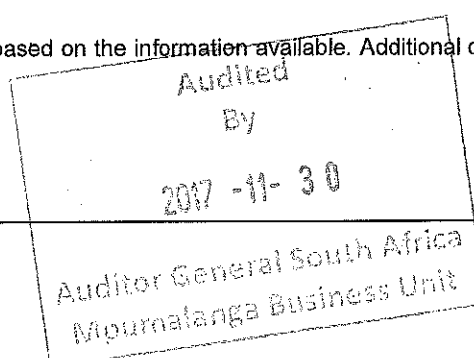 based on the information available. Additional
Audited
By
2017 -11- 30
Auditor General South Africa
Mpumalanga Business Unit